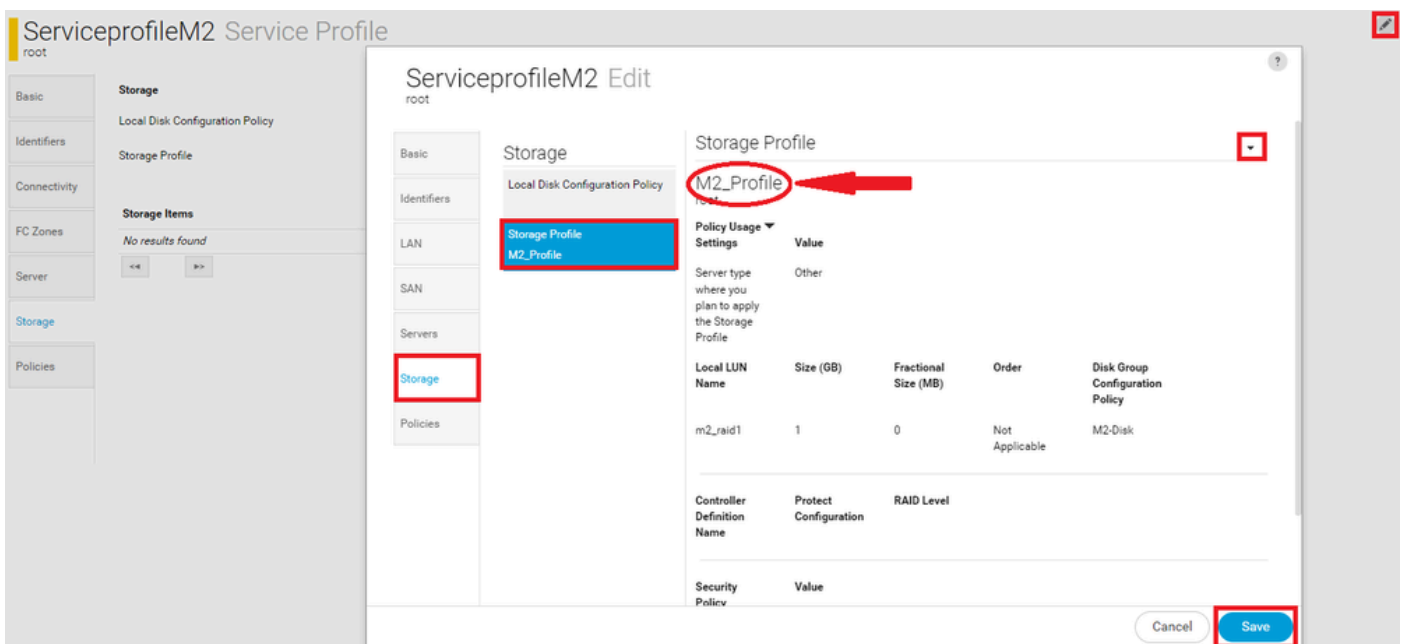 ServiceprofileM2 Service Profile
root
Basic
Identifiers
Connectivity
FC Zones
Server
Storage
Policies
Storage
Local Disk Configuration Policy
Storage Profile
Storage Items
No results found
<< >>
?
ServiceprofileM2 Edit
root
Basic
Identifiers
LAN
SAN
Servers
Storage
Policies
Storage
Local Disk Configuration Policy
Storage Profile
M2_Profile
Storage Profile
M2_Profile
root
Policy Usage
Settings Value
Server type Other
where you
plan to apply
the Storage
Profile
Local LUN Size (GB) Fractional Order Disk Group
Name Size (MB) Configuration
Policy
m2_raid1 1 0 Not M2-Disk
Applicable
Controller Protect RAID Level
Definition Configuration
Name
Security Value
Policy
Cancel Save